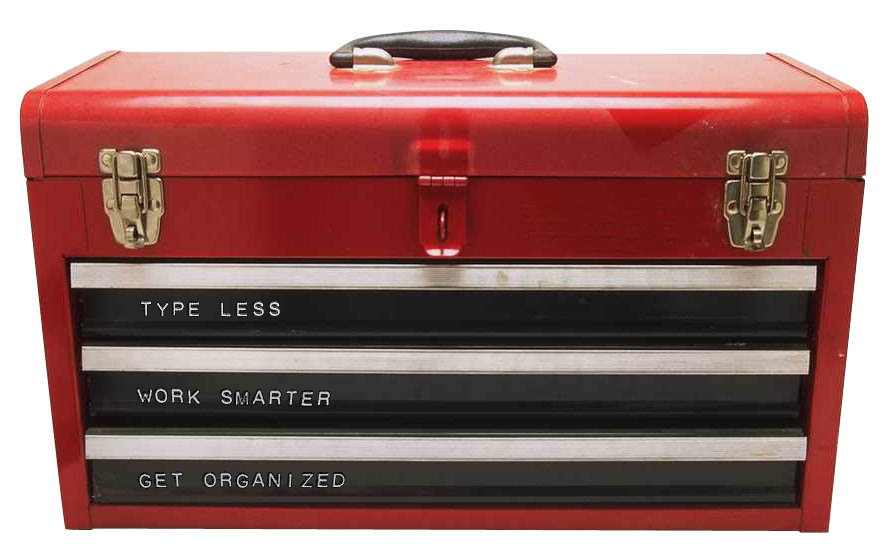 TYPE LESS
WORK SMARTER
GET ORGANIZED